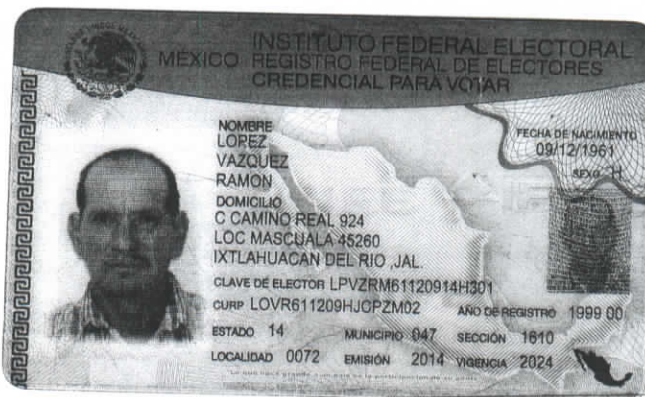 MÉXICO
INSTITUTO FEDERAL ELECTORAL
REGISTRO FEDERAL DE ELECTORES
CREDENCIAL PARA VOTAR
NOMBRE
LOPEZ
VAZQUEZ
RAMON
FECHA DE NACIMIENTO
09/12/1961
SEXO H
DOMICILIO
C CAMINO REAL 924
LOC MASCUALA 45260
IXTLAHUACAN DEL RIO ,JAL.
CLAVE DE ELECTOR LPVZRM61120914H301
CURP LOVR611209HJCPZM02 AÑO DE REGISTRO 1999 00
ESTADO 14 MUNICIPIO 047 SECCIÓN 1610
LOCALIDAD 0072 EMISIÓN 2014 VIGENCIA 2024